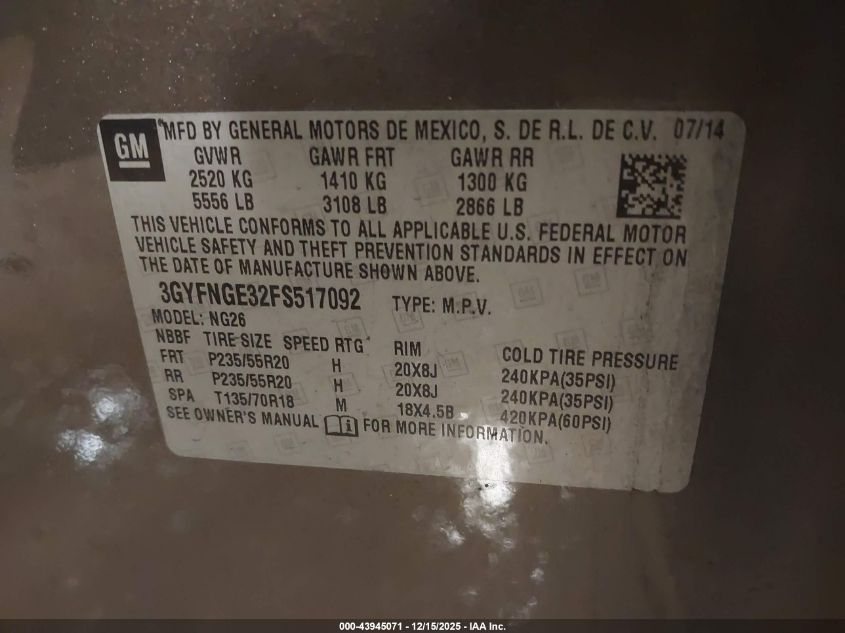 GM
MFD BY GENERAL MOTORS DE MEXICO, S. DE R.L. DE C.V. 07/14
GVWR GAWR FRT GAWR RR
2520 KG 1410 KG 1300 KG
5556 LB 3108 LB 2866 LB
THIS VEHICLE CONFORMS TO ALL APPLICABLE U.S. FEDERAL MOTOR
VEHICLE SAFETY AND THEFT PREVENTION STANDARDS IN EFFECT ON
THE DATE OF MANUFACTURE SHOWN ABOVE.
3GYFNGE32FS517092 TYPE: M.P.V.
MODEL: NG26
NBBF TIRE SIZE SPEED RTG RIM COLD TIRE PRESSURE
FRT P235/55R20 H 20X8J 240KPA(35PSI)
RR P235/55R20 H 20X8J 240KPA(35PSI)
SPA T135/70R18 M 18X4.5B 420KPA(60PSI)
SEE OWNER'S MANUAL FOR MORE INFORMATION.
000-43945071 - 12/15/2025 - IAA Inc.